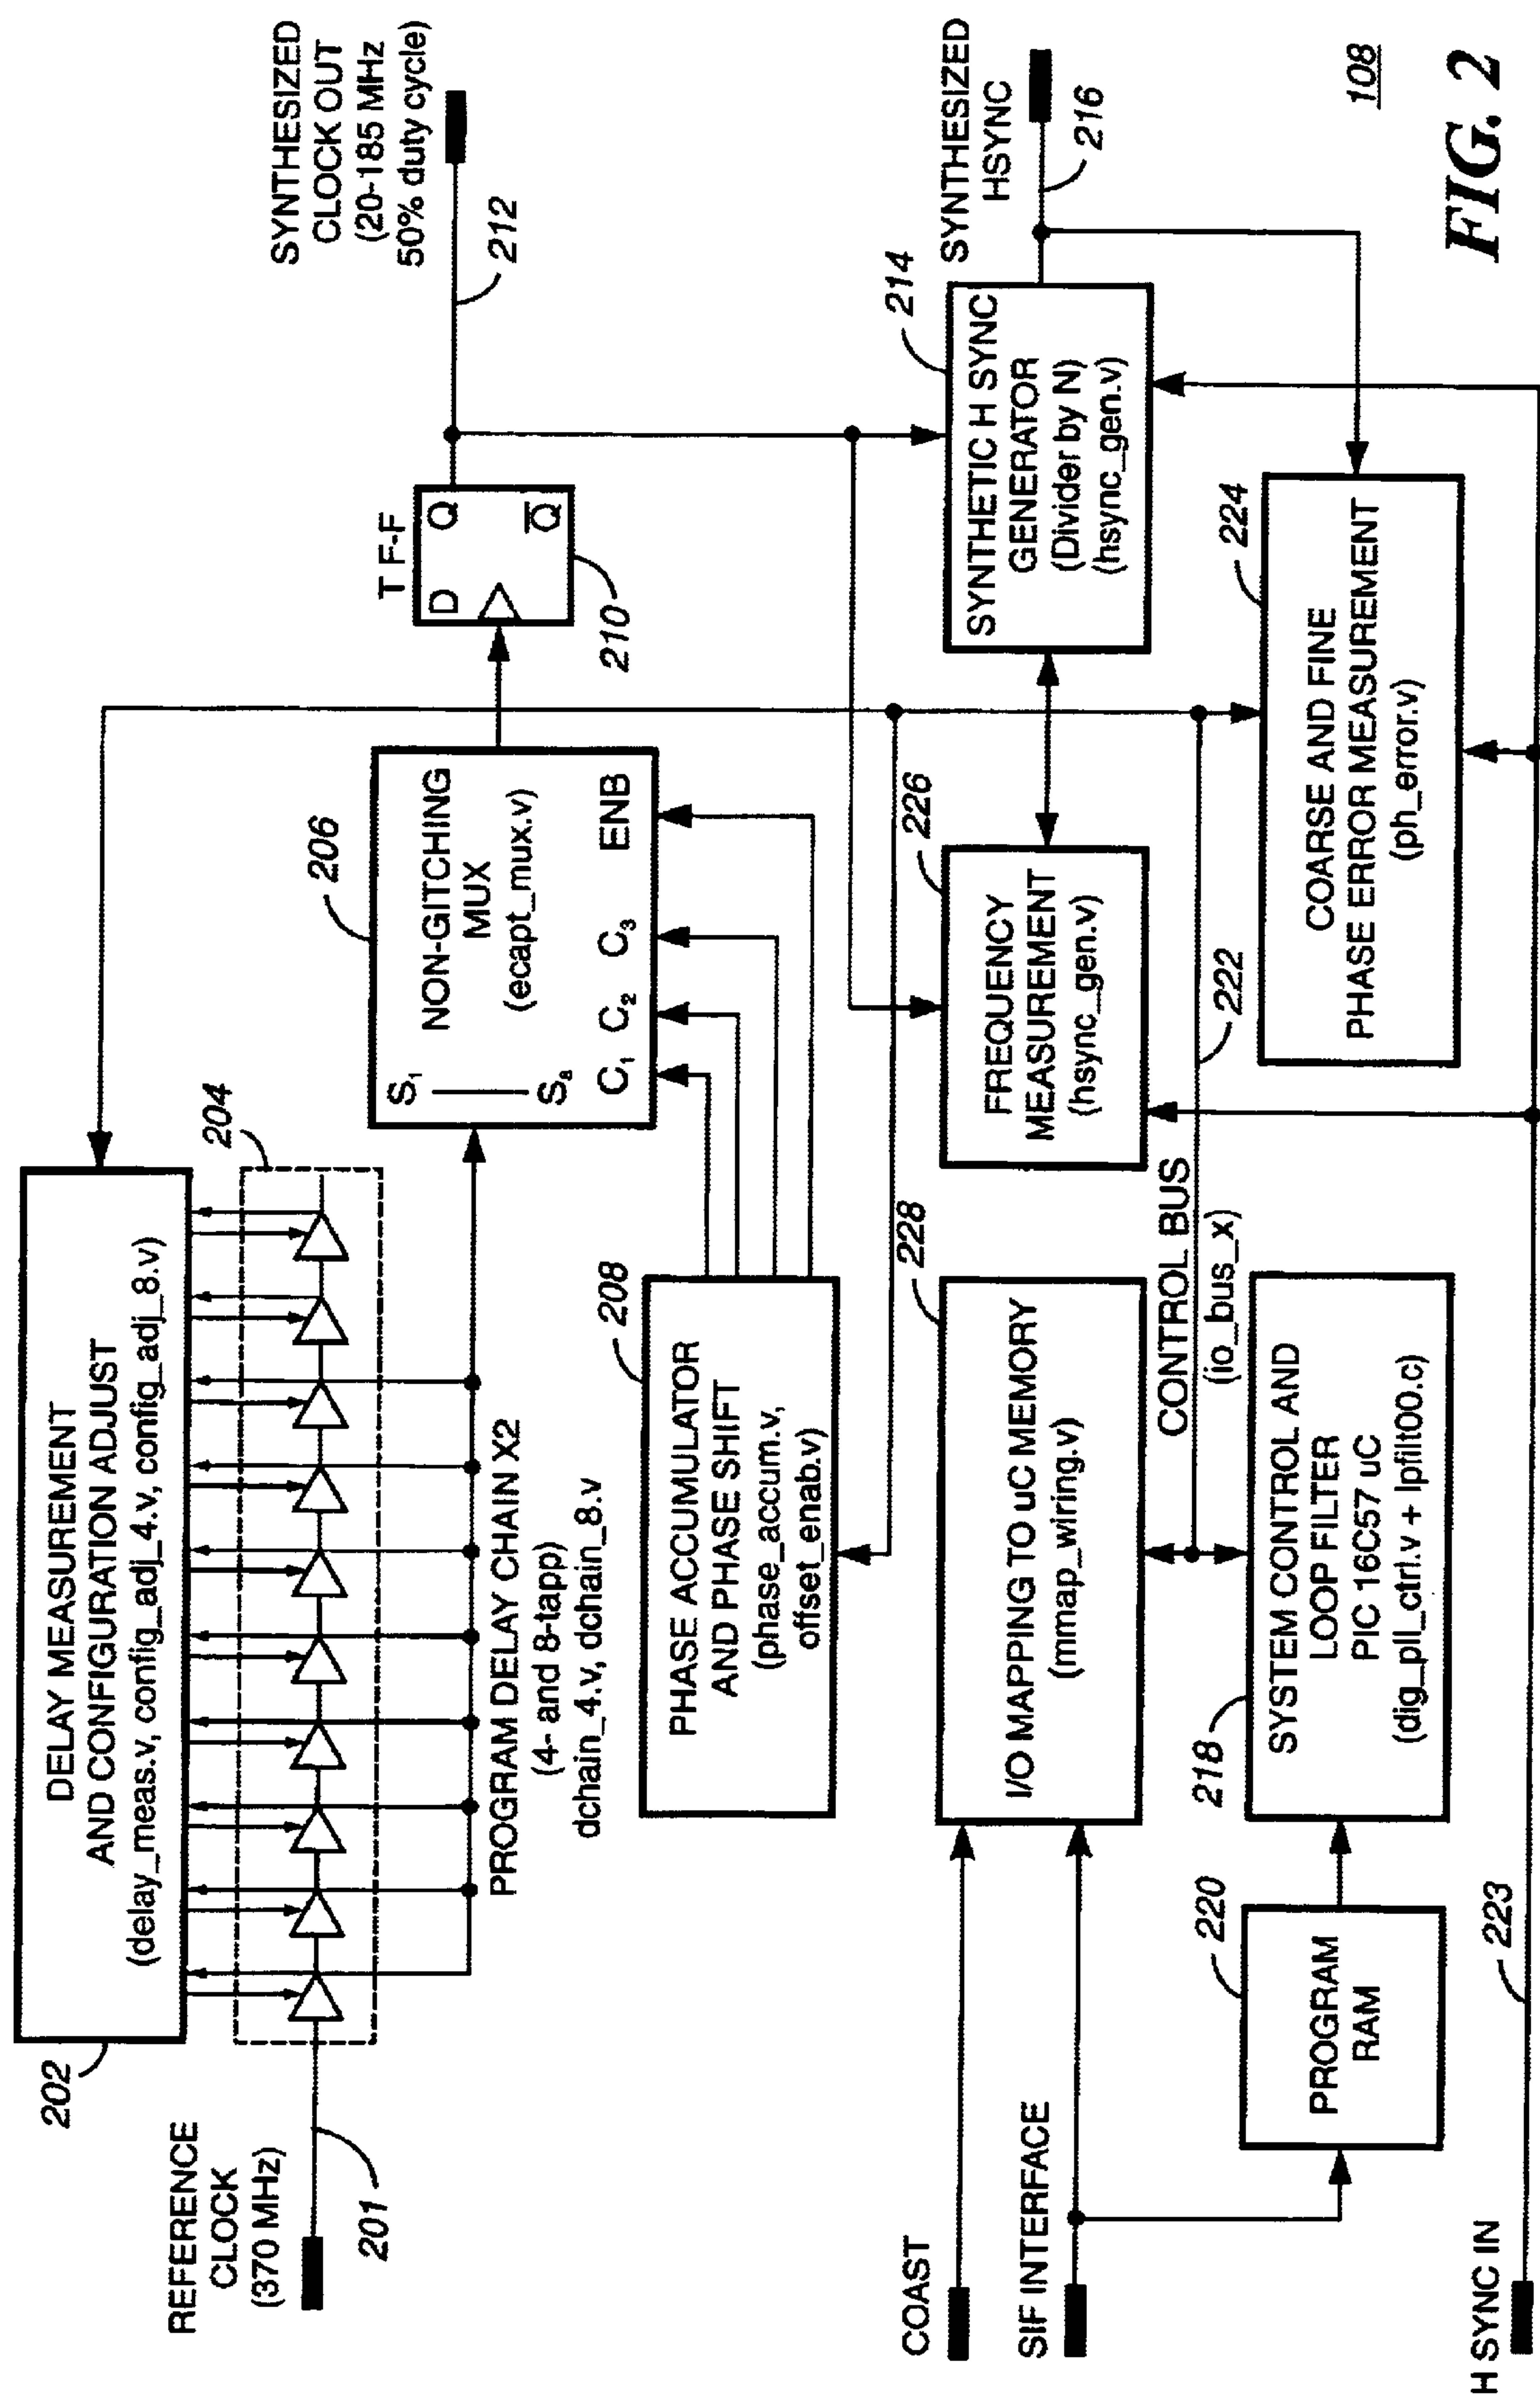 DELAY MEASUREMENT
AND CONFIGURATION ADJUST
(delay_meas.v, config_adj_4.v, config_adj_8.v)
202
204
REFERENCE
CLOCK
(370 MHz)
201
PROGRAM DELAY CHAIN X2
(4- and 8-tapp)
dchain_4.v, dchain_8.v
206
NON-GITCHING
MUX
(ecapt_mux.v)
S1
S8
C1 C2 C3 ENB
T F-F
D Q
Q
210
SYNTHESIZED
CLOCK OUT
(20-185 MHz
50% duty cycle)
212
208
PHASE ACCUMULATOR
AND PHASE SHIFT
(phase_accum.v,
offset_enab.v)
COAST
SIF INTERFACE
228
I/O MAPPING TO uC MEMORY
(mmap_wiring.v)
226
FREQUENCY
MEASUREMENT
(hsync_gen.v)
214
SYNTHETIC H SYNC
GENERATOR
(Divider by N)
(hsync_gen.v)
SYNTHESIZED
HSYNC
216
CONTROL BUS
(io_bus_x)
222
220
PROGRAM
RAM
218
SYSTEM CONTROL AND
LOOP FILTER
PIC 16C57 uC
(dig_pll_ctrl.v + lpfilt00.c)
224
COARSE AND FINE
PHASE ERROR MEASUREMENT
(ph_error.v)
H SYNC IN
223
108
FIG. 2